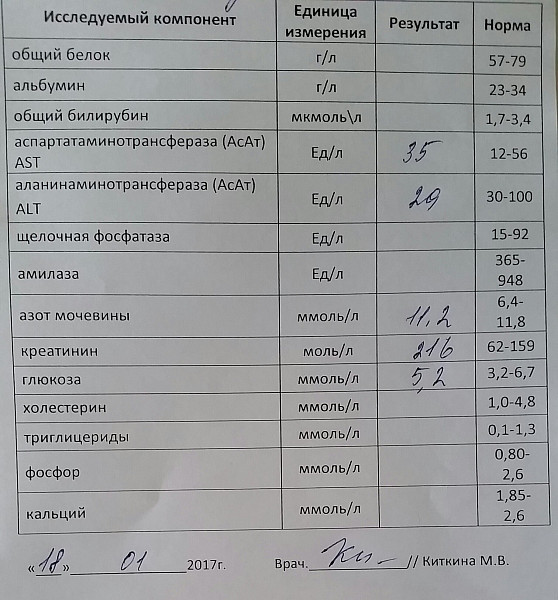 Исследуемый компонент Единица измерения Результат Норма
общий белок г/л 57-79
альбумин г/л 23-34
общий билирубин мкмоль\л 1,7-3,4
аспартатаминотрансфераза (АсАт) AST Ед/л 35 12-56
аланинаминотрансфераза (АсАт) ALT Ед/л 29 30-100
щелочная фосфатаза Ед/л 15-92
амилаза Ед/л 365-948
азот мочевины ммоль/л 11,2 6,4-11,8
креатинин моль/л 216 62-159
глюкоза ммоль/л 5,2 3,2-6,7
холестерин ммоль/л 1,0-4,8
триглицериды ммоль/л 0,1-1,3
фосфор ммоль/л 0,80-2,6
кальций ммоль/л 1,85-2,6
«18» 01 2017г. Врач. // Киткина М.В.